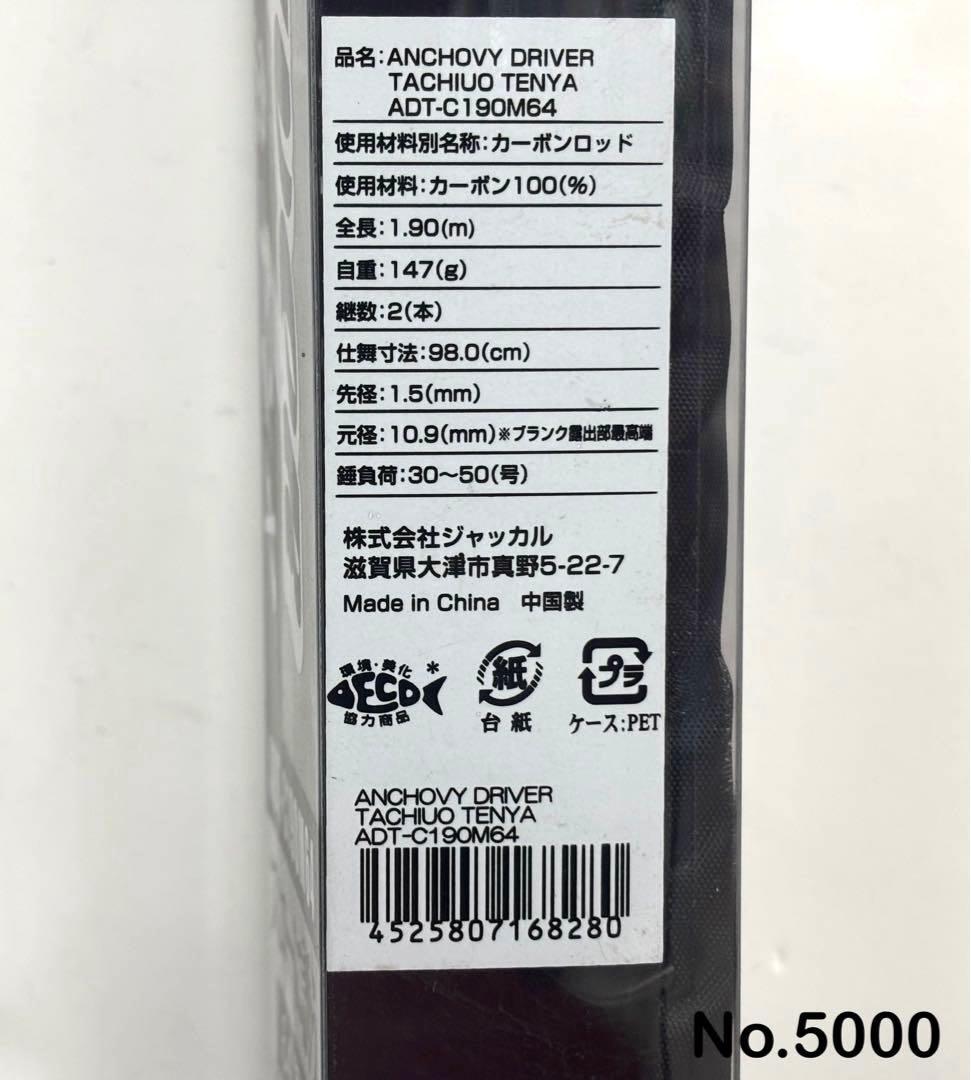 品名:ANCHOVY DRIVER
TACHIUO TENYA
ADT-C190M64
使用材料別名称:カーボンロッド
使用材料:カーボン100(%)
全長:1.90(m)
自重:147(g)
継数:2(本)
仕舞寸法:98.0(cm)
先径:1.5(mm)
元径:10.9(mm)※ブランク露出部最高端
錘負荷:30〜50(号)
株式会社ジャッカル
滋賀県大津市真野5-22-7
Made in China 中国製
環境・美化
ECO
協力商品
紙
台紙
プラ
ケース:PET
ANCHOVY DRIVER
TACHIUO TENYA
ADT-C190M64
4525807168280
No.5000